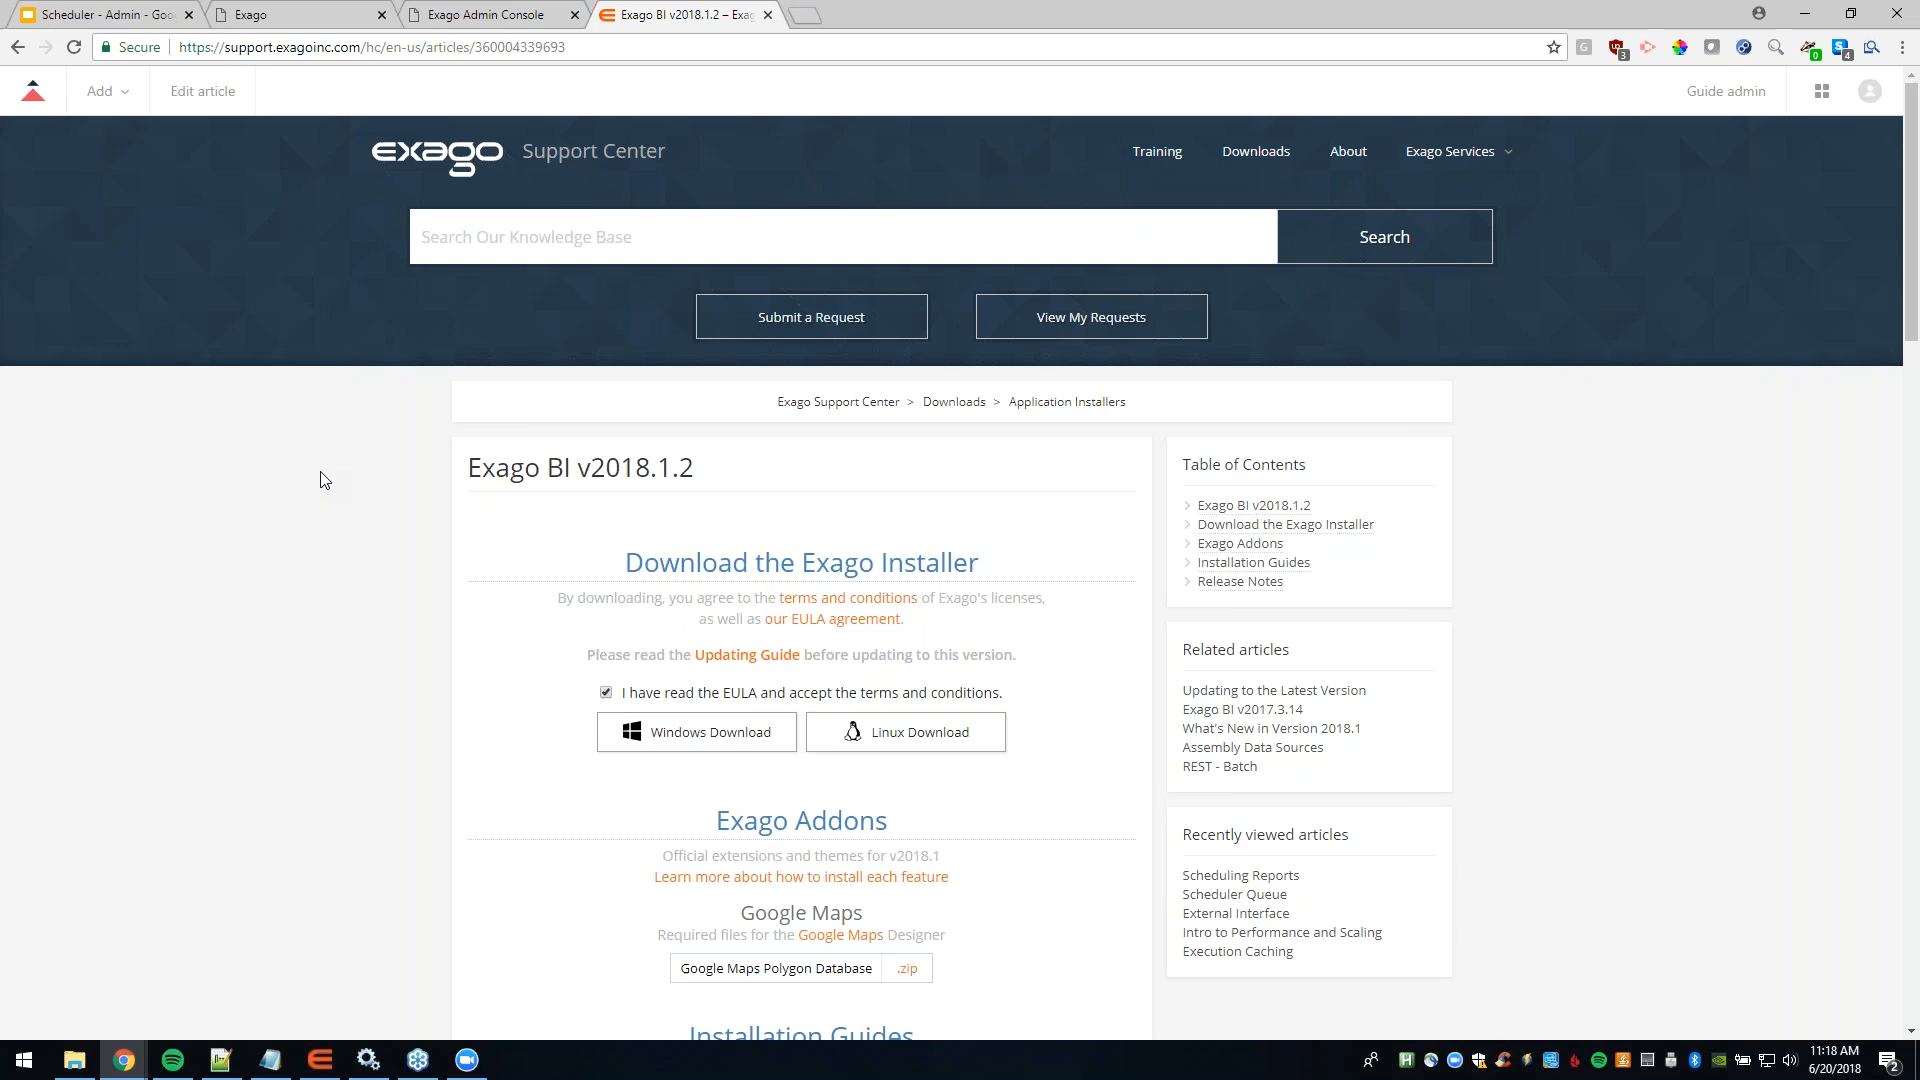 Scheduler - Admin - Goo
Exago
Exago Admin Console
Exago BI v2018.1.2 – Exag
Secure
https://support.exagoinc.com/hc/en-us/articles/360004339693
3
0
4
Add
Edit article
Guide admin
exago Support Center
Training
Downloads
About
Exago Services
Search Our Knowledge Base
Search
Submit a Request
View My Requests
Exago Support Center > Downloads > Application Installers
Exago BI v2018.1.2
Download the Exago Installer
By downloading, you agree to the terms and conditions of Exago's licenses,
as well as our EULA agreement.
Please read the Updating Guide before updating to this version.
I have read the EULA and accept the terms and conditions.
Windows Download
Linux Download
Exago Addons
Official extensions and themes for v2018.1
Learn more about how to install each feature
Google Maps
Required files for the Google Maps Designer
Google Maps Polygon Database
.zip
Installation Guides
Table of Contents
Exago BI v2018.1.2
Download the Exago Installer
Exago Addons
Installation Guides
Release Notes
Related articles
Updating to the Latest Version
Exago BI v2017.3.14
What's New in Version 2018.1
Assembly Data Sources
REST - Batch
Recently viewed articles
Scheduling Reports
Scheduler Queue
External Interface
Intro to Performance and Scaling
Execution Caching
11:18 AM
6/20/2018
2